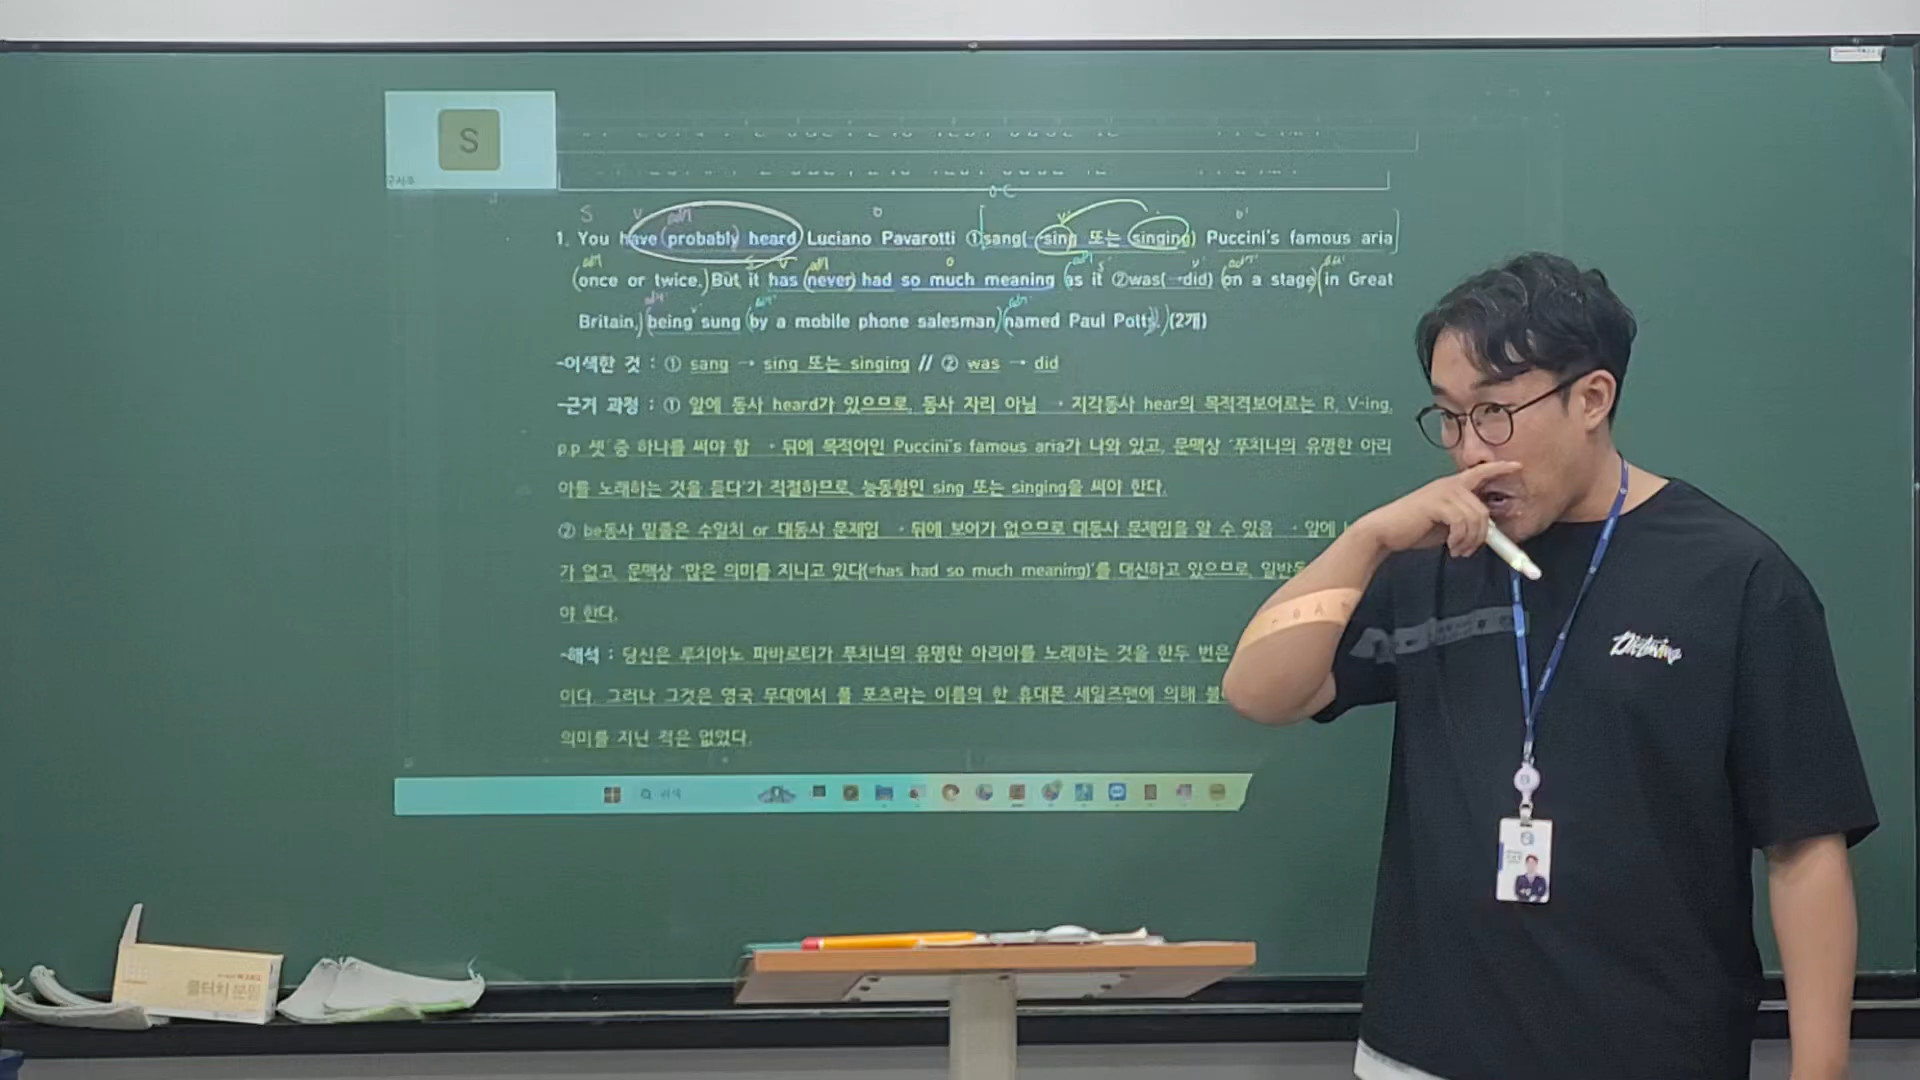 S
구서주
S V adv O O·C V' O'
1. You have (probably) heard Luciano Pavarotti ①sang(→sing 또는 singing) Puccini's famous aria
(once or twice.) But it has (never) had so much meaning (as it ②was(→did) (on a stage)(in Great
Britain,) (being sung (by a mobile phone salesman)(named Paul Potts.)) (2개)
-이색한 것 : ① sang → sing 또는 singing // ② was → did
-근거 과정 : ① 앞에 동사 heard가 있으므로, 동사 자리 아님 → 지각동사 hear의 목적격보어로는 R, V-ing,
p.p 셋 중 하나를 써야 함 → 뒤에 목적어인 Puccini's famous aria가 나와 있고, 문맥상 '푸치니의 유명한 아리
아를 노래하는 것을 듣다'가 적절하므로, 능동형인 sing 또는 singing을 써야 한다.
② be동사 밑줄은 수일치 or 대동사 문제임 → 뒤에 보어가 없으므로 대동사 문제임을 알 수 있음 → 앞에
가 없고, 문맥상 '많은 의미를 지니고 있다(=has had so much meaning)'를 대신하고 있으므로, 일반동
야 한다.
-해석 : 당신은 루치아노 파바로티가 푸치니의 유명한 아리아를 노래하는 것을 한두 번은
이다. 그러나 그것은 영국 무대에서 폴 포츠라는 이름의 한 휴대폰 세일즈맨에 의해
의미를 지닌 적은 없었다.
검색
물터치 분필